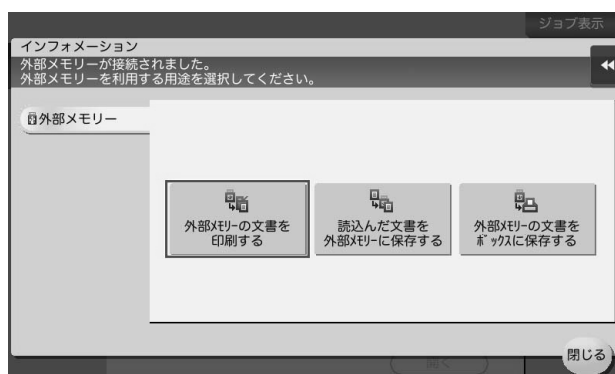 ジョブ表示
インフォメーション
外部メモリーが接続されました。
外部メモリーを利用する用途を選択してください。
外部メモリー
外部ﾒﾓﾘｰの文書を
印刷する
読込んだ文書を
外部ﾒﾓﾘｰに保存する
外部ﾒﾓﾘｰの文書を
ﾎﾞｯｸｽに保存する
閉じる